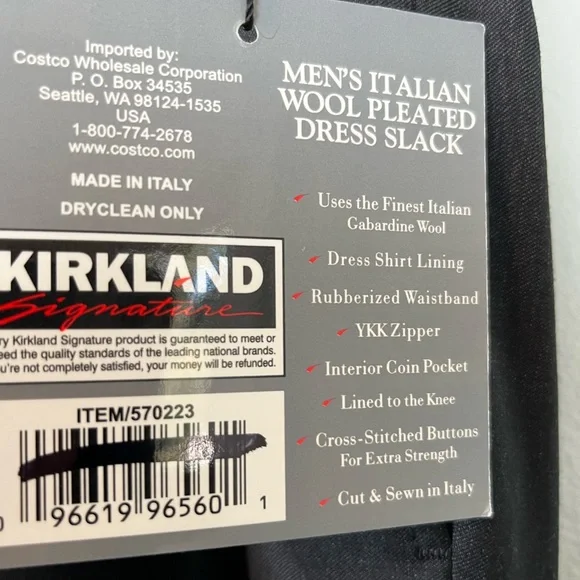 Imported by:
Costco Wholesale Corporation
P. O. Box 34535
Seattle, WA 98124-1535
USA
1-800-774-2678
www.costco.com
MADE IN ITALY
DRYCLEAN ONLY
KIRKLAND
Signature
Kirkland Signature product is guaranteed to meet or
the quality standards of the leading national brands.
not completely satisfied, your money will be refunded.
ITEM/570223
0 96619 96560 1
MEN'S ITALIAN
WOOL PLEATED
DRESS SLACK
Uses the Finest Italian
Gabardine Wool
Dress Shirt Lining
Rubberized Waistband
YKK Zipper
Interior Coin Pocket
Lined to the Knee
Cross-Stitched Buttons
For Extra Strength
Cut & Sewn in Italy